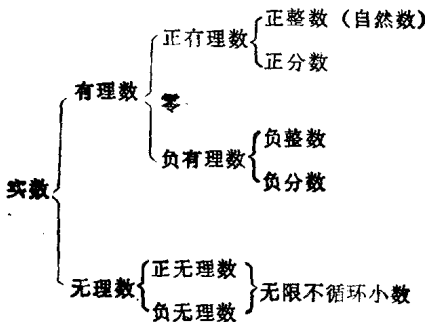 正整数（自然数）
正有理数
正分数
有理数
零
负有理数
负整数
负分数
实数
无理数
正无理数
负无理数
无限不循环小数